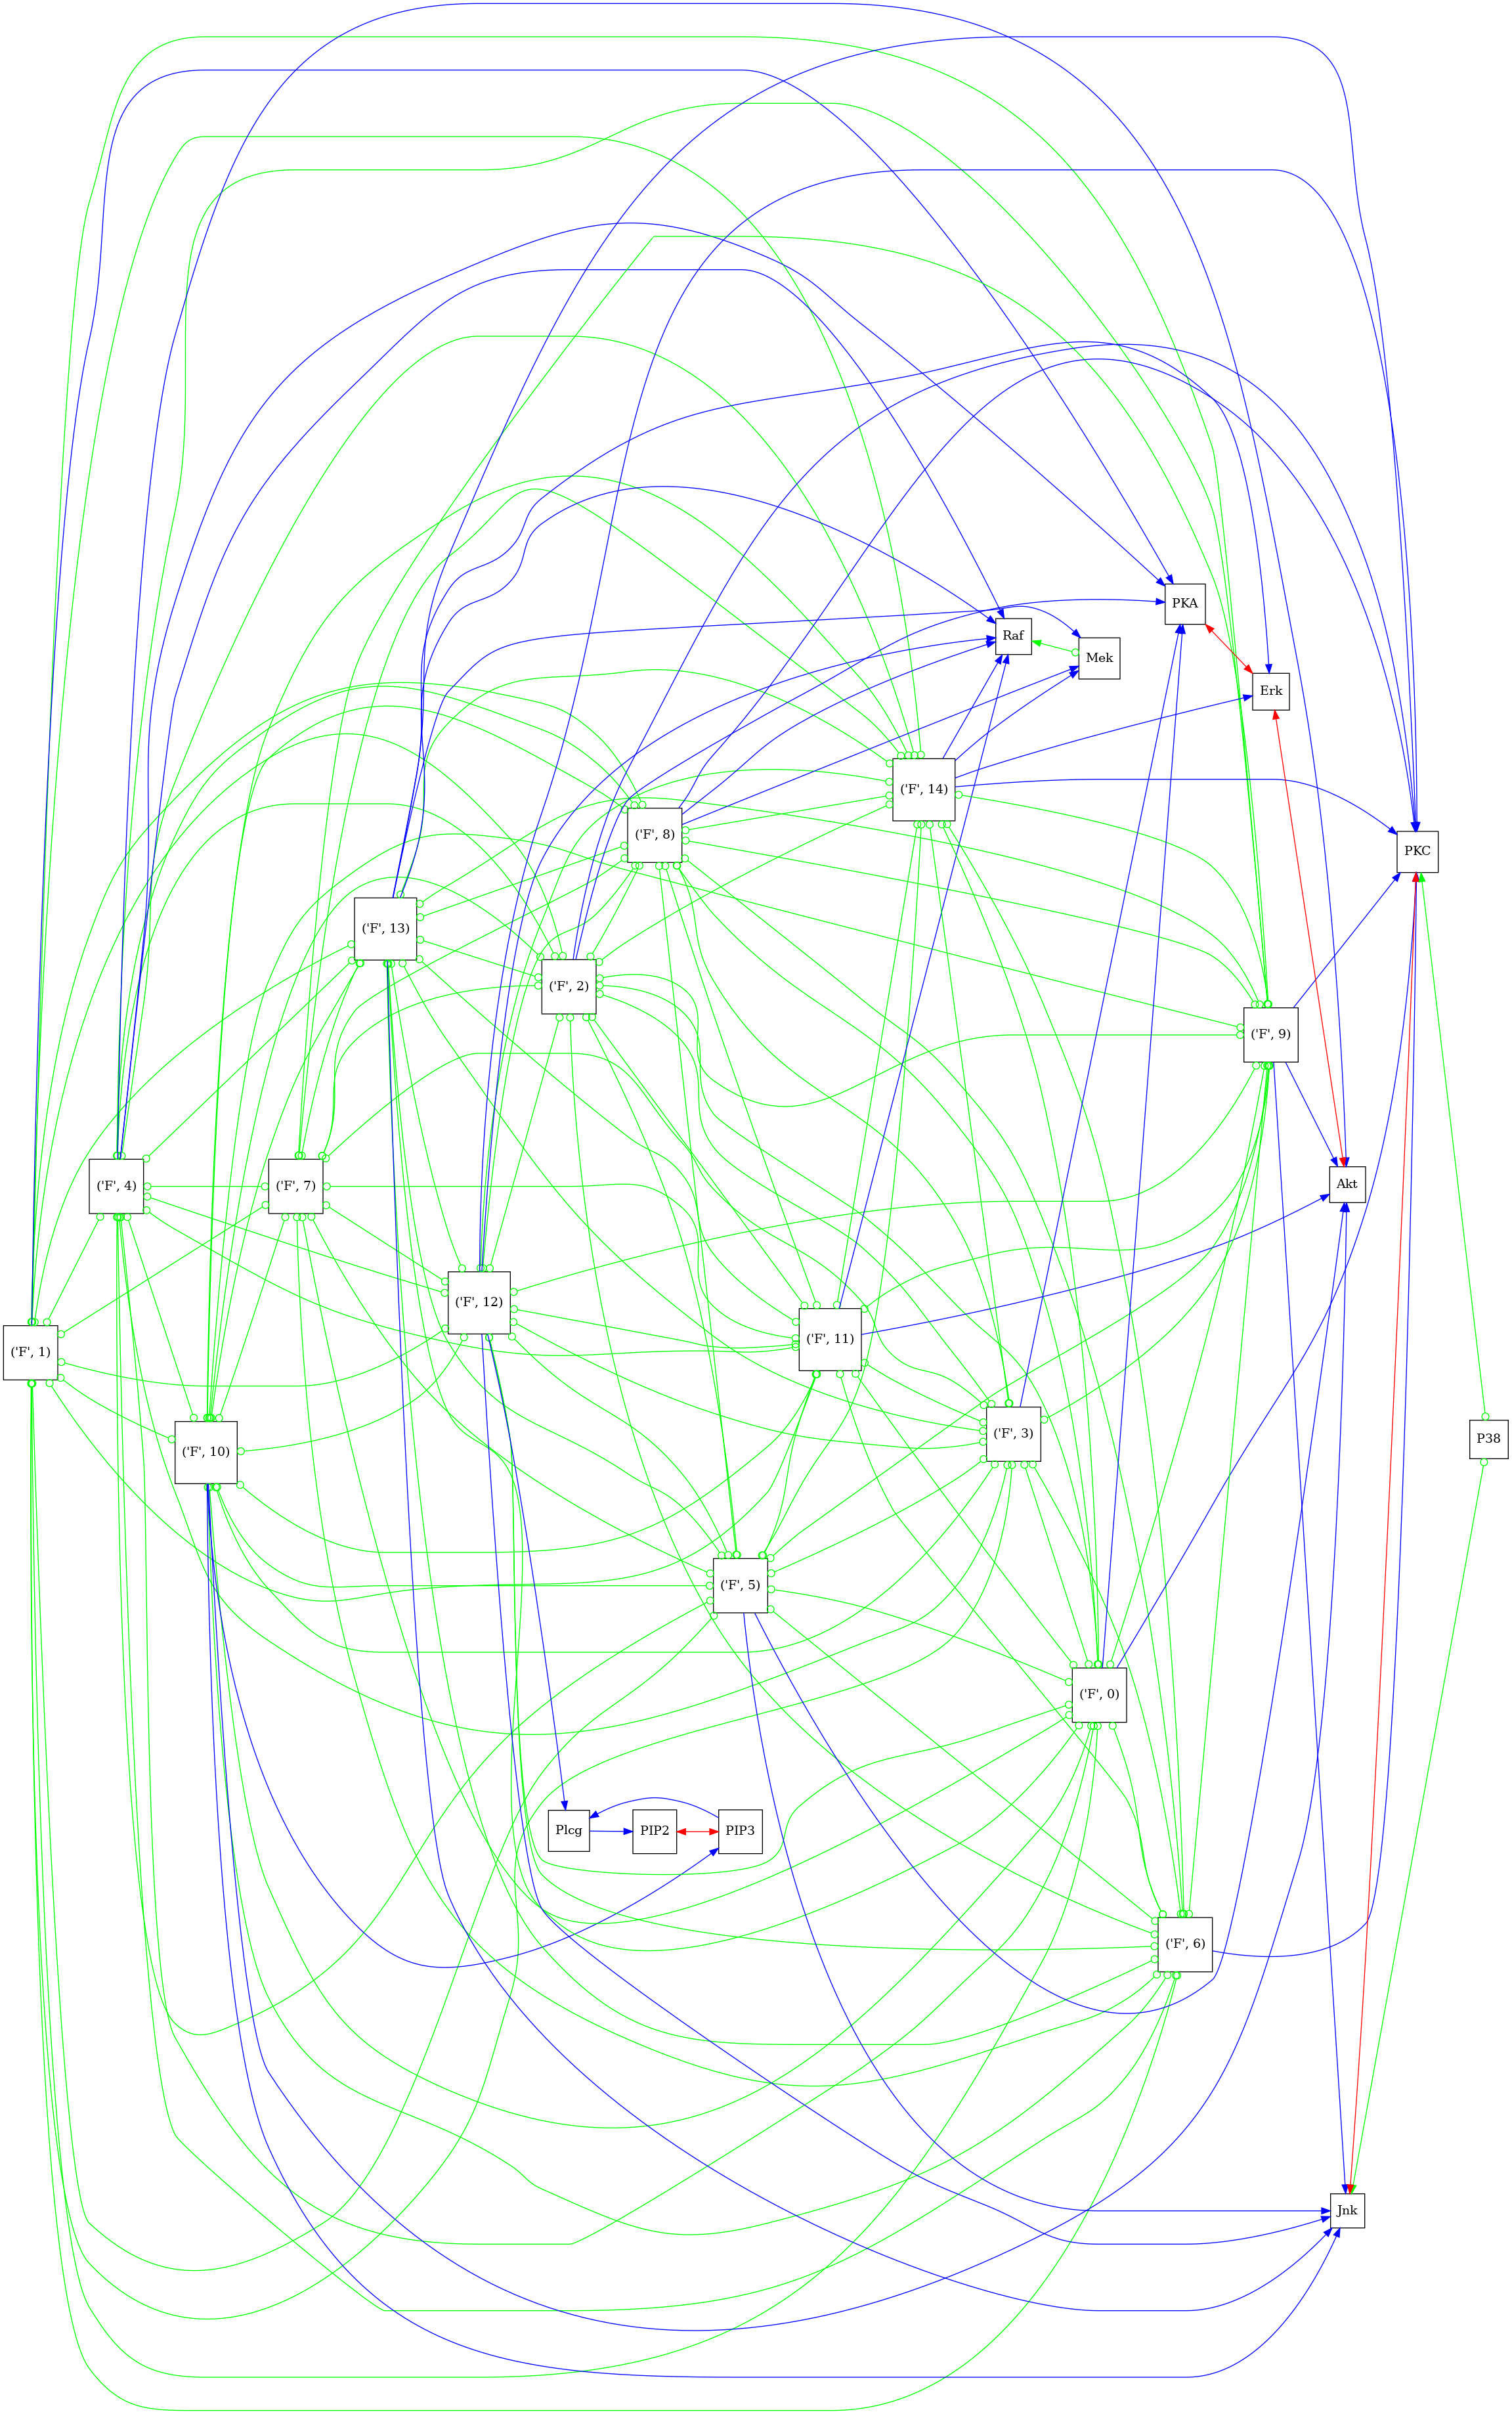 PKA
Raf
Mek
Erk
('F', 14)
('F', 8)
PKC
('F', 13)
('F', 2)
('F', 9)
('F', 4)
('F', 7)
Akt
('F', 12)
('F', 11)
('F', 1)
('F', 3)
P38
('F', 10)
('F', 5)
('F', 0)
Plcg
PIP2
PIP3
('F', 6)
Jnk